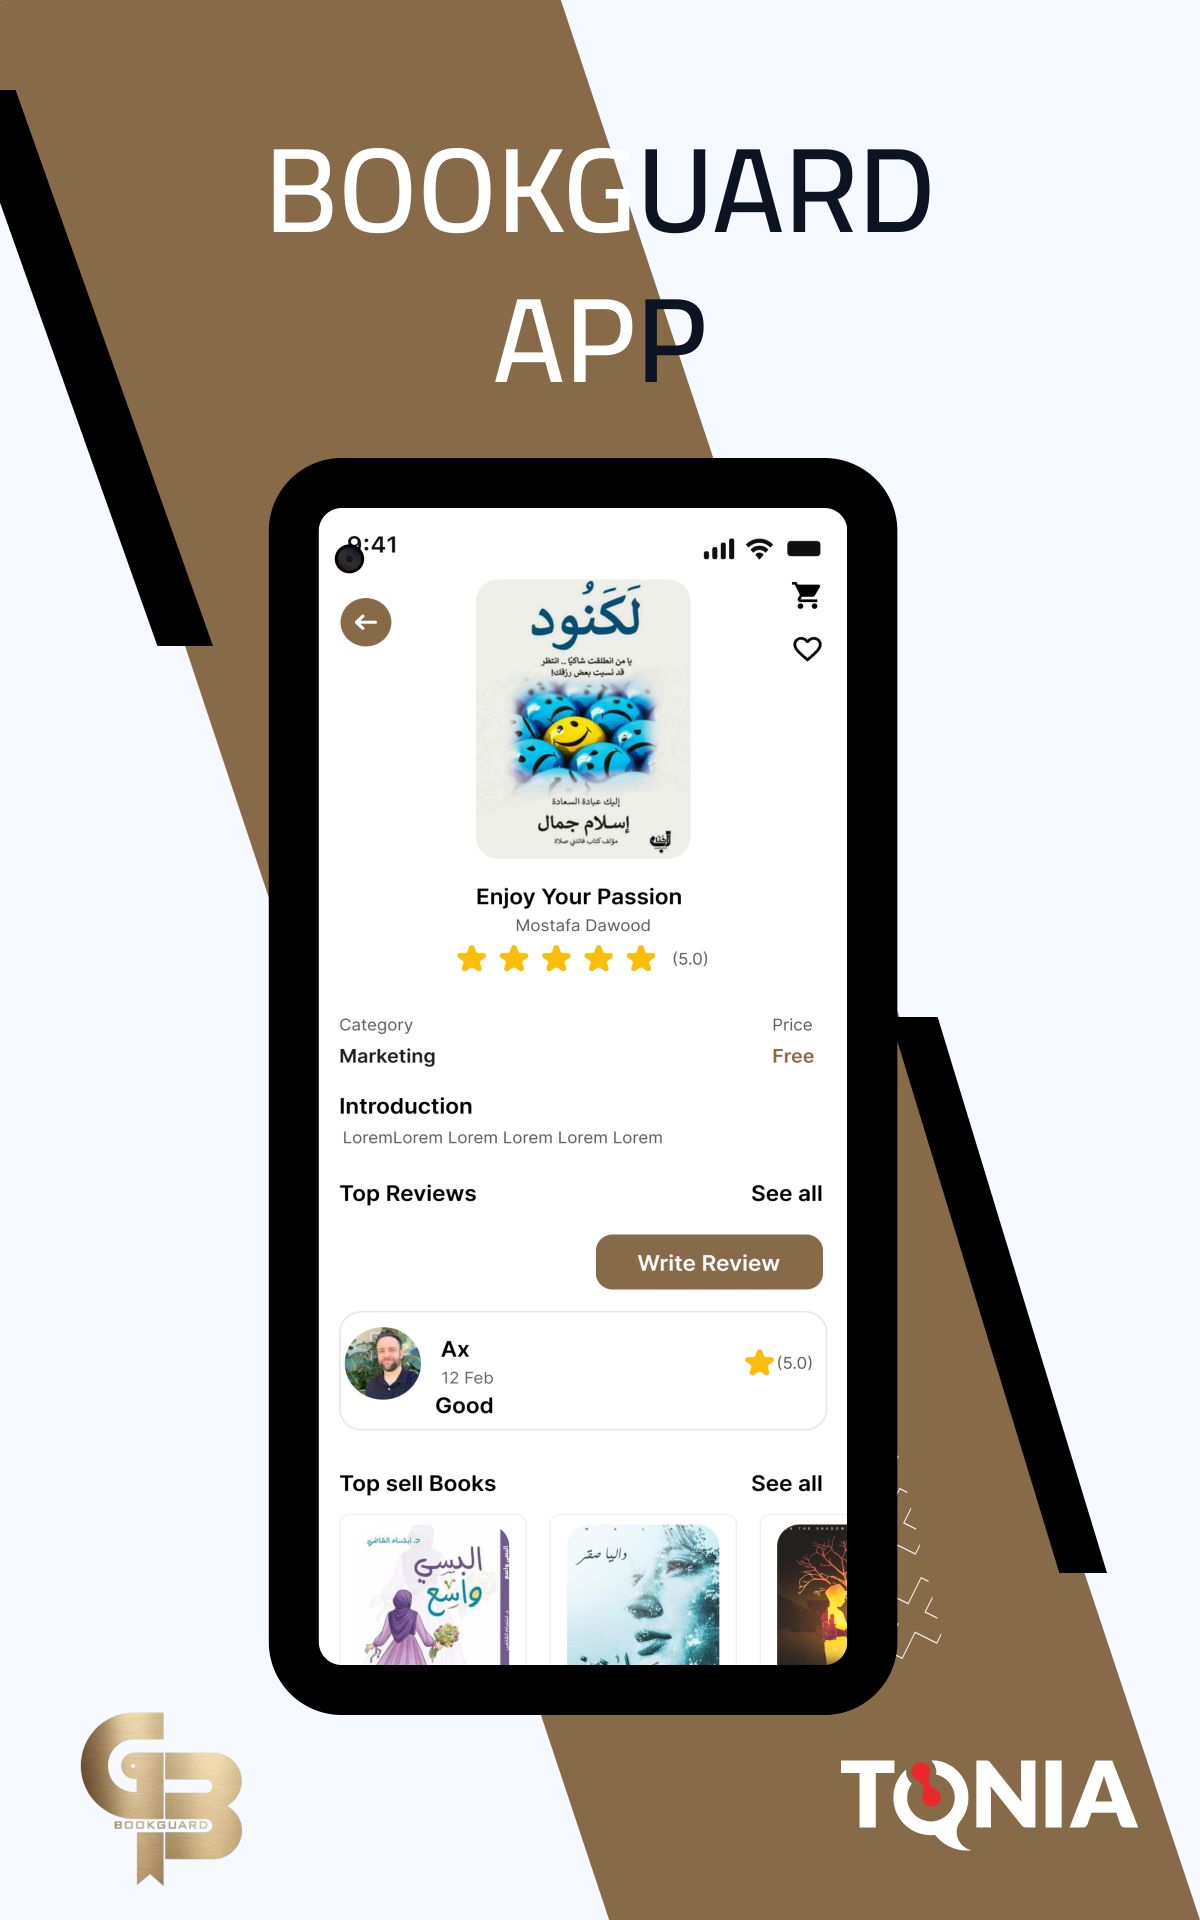 BOOKGUARD
APP
9:41
لَكَنُود
يا من انطلقت شاكيًا .. انتظر
قد نسيت بعض رزقك!
إليك عبادة السعادة
إسلام جمال
مؤلف كتاب فاتتني صلاة
Enjoy Your Passion
Mostafa Dawood
(5.0)
Category
Price
Marketing
Free
Introduction
LoremLorem Lorem Lorem Lorem Lorem
Top Reviews
See all
Write Review
Ax
12 Feb
(5.0)
Good
Top sell Books
See all
د. ابتسام القاضي
البسي
واسع
داليا صقر
BOOKGUARD
TQNIA